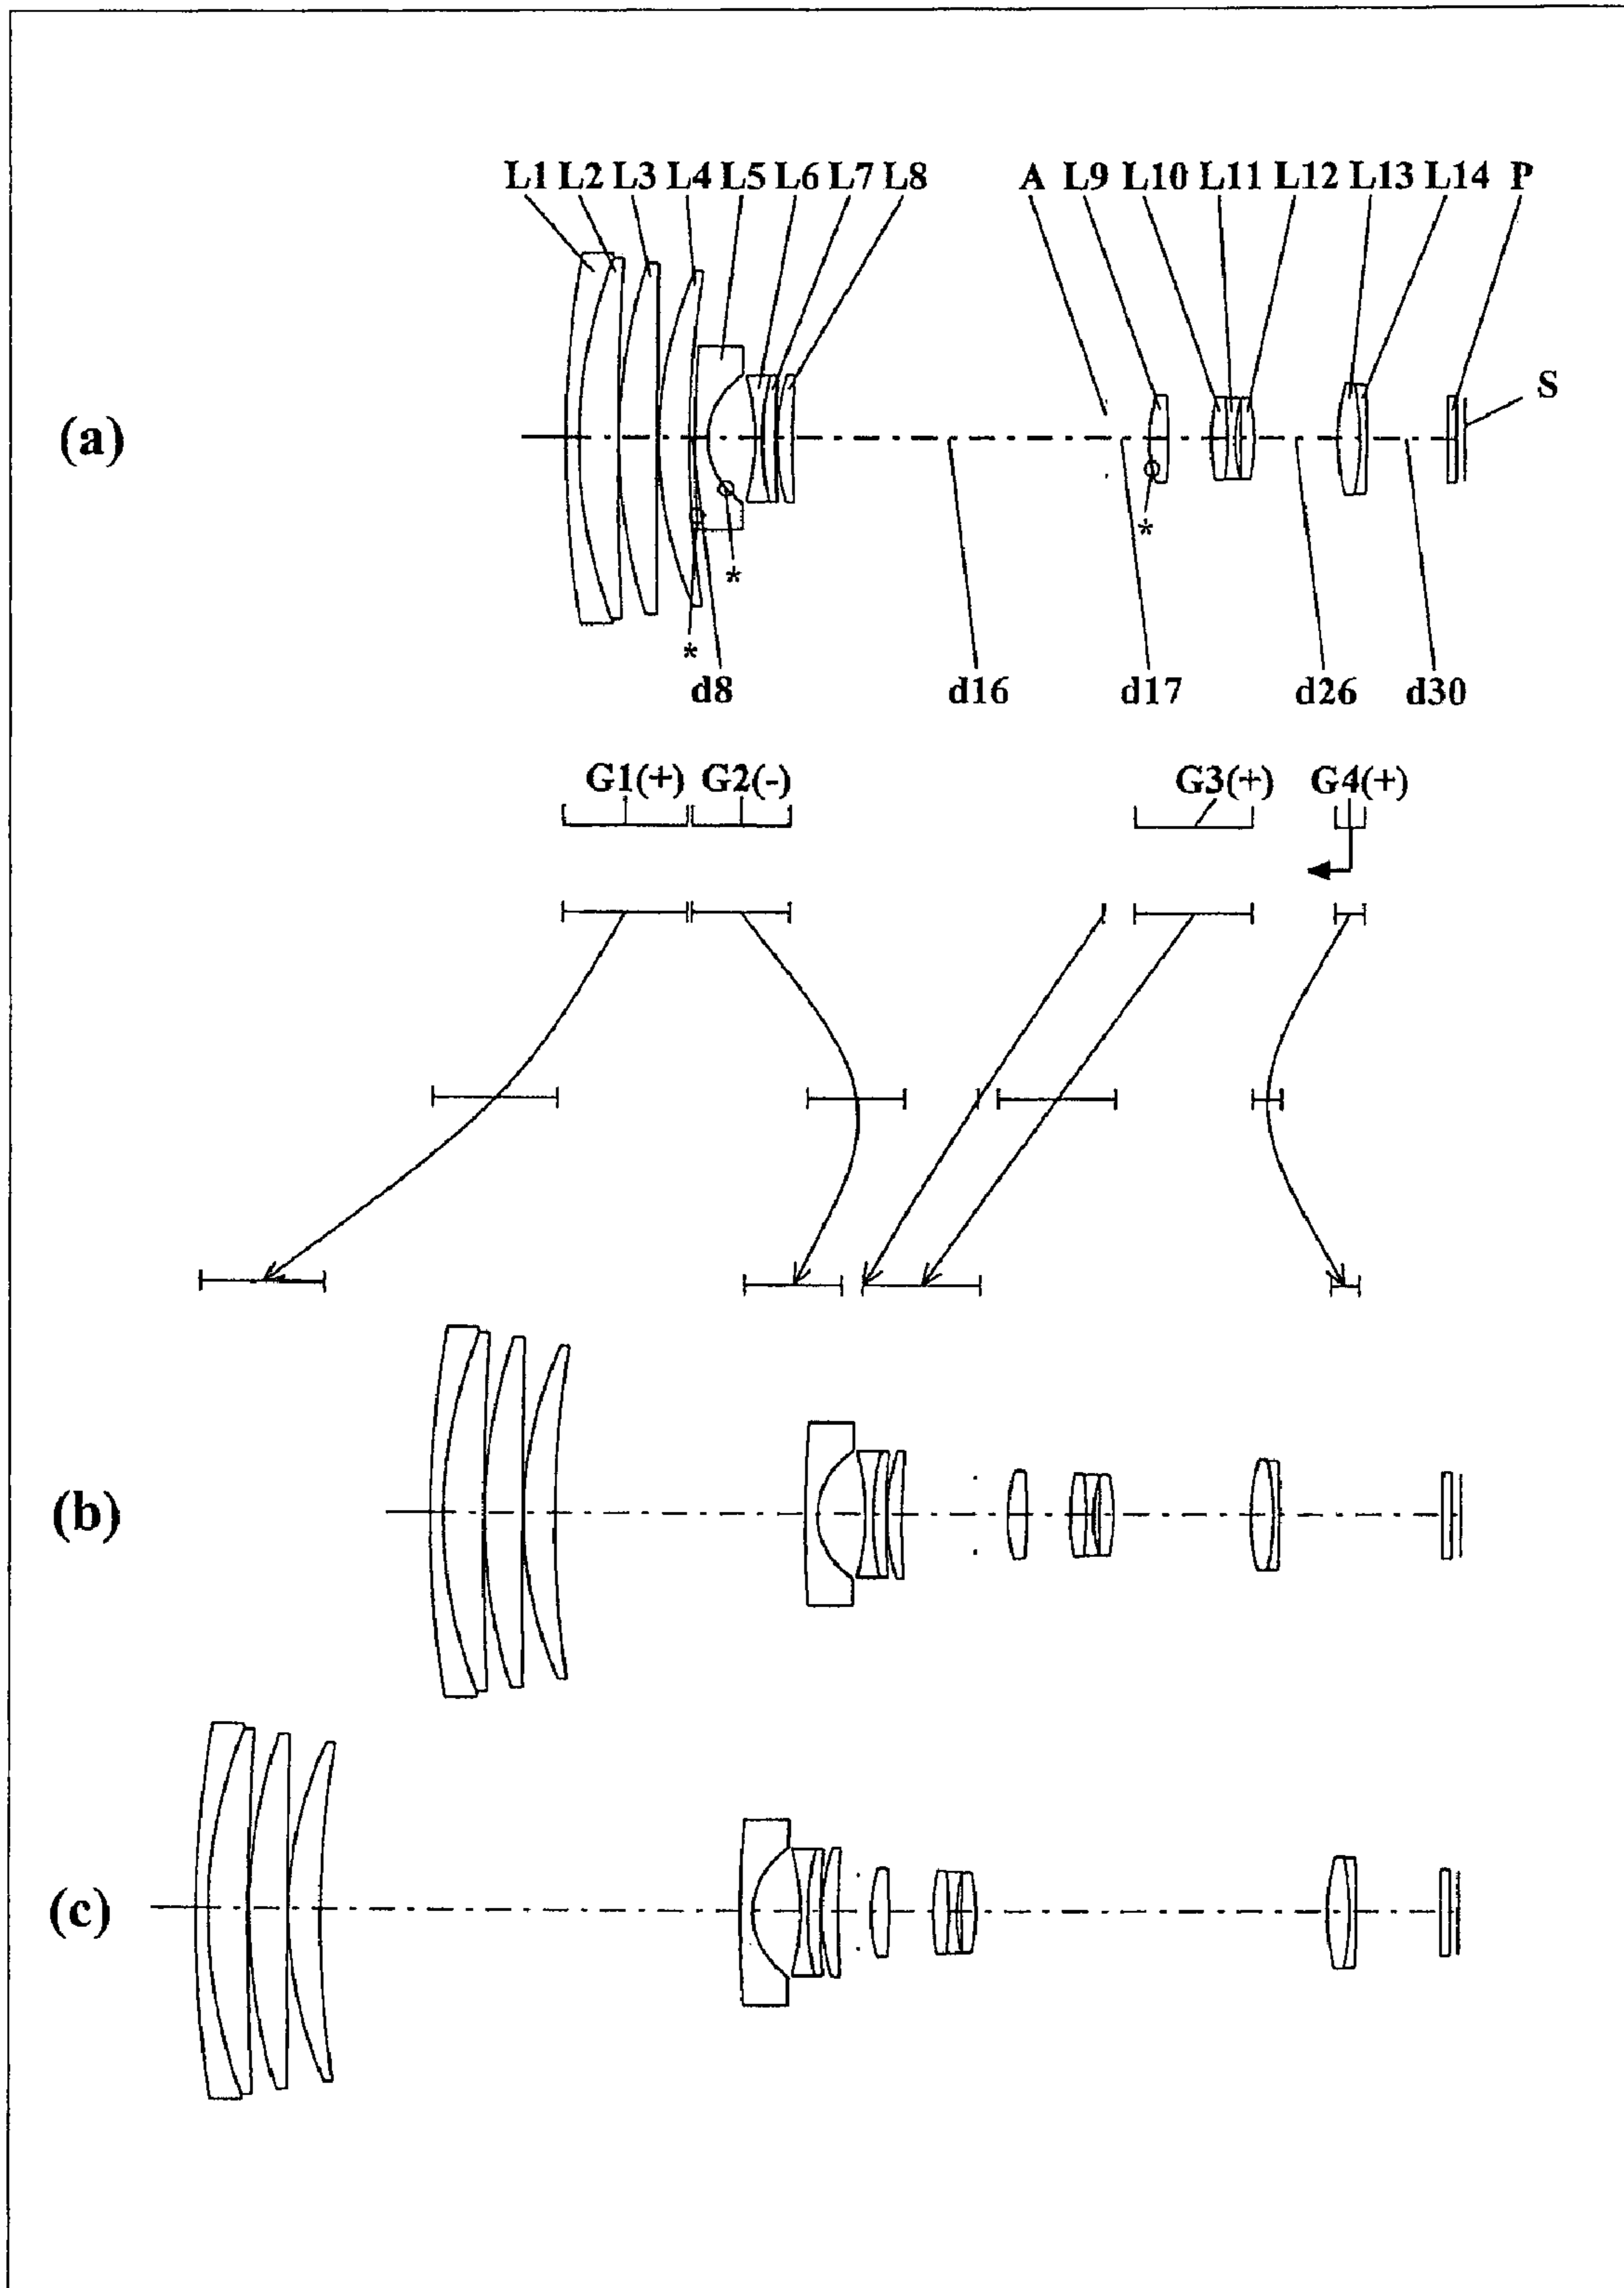 L1 L2 L3 L4 L5 L6 L7 L8 A L9 L10 L11 L12 L13 L14 P
S
(a)
*
*
*
d8 d16 d17 d26 d30
G1(+) G2(-) G3(+) G4(+)
(b)
(c)